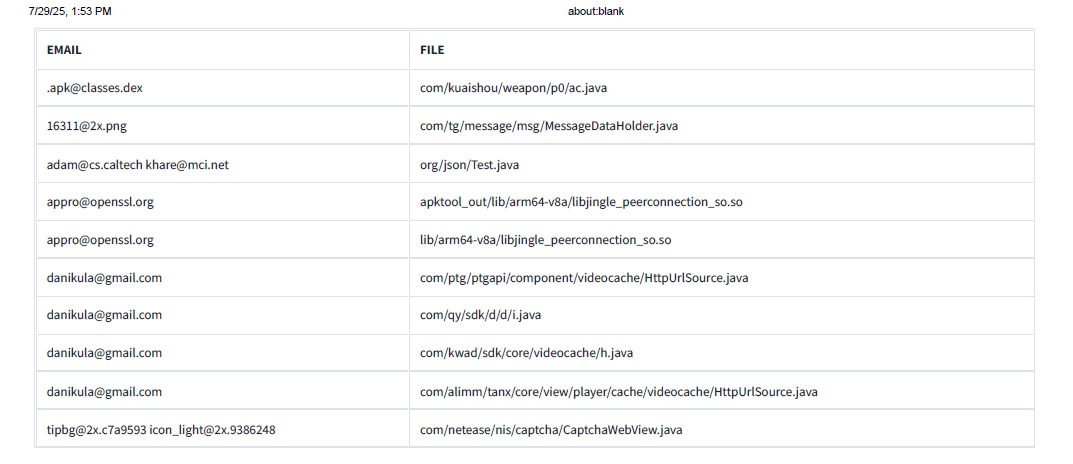 7/29/25, 1:53 PM about:blank
EMAIL FILE
.apk@classes.dex com/kuaishou/weapon/p0/ac.java
16311@2x.png com/tg/message/msg/MessageDataHolder.java
adam@cs.caltech khare@mci.net org/json/Test.java
appro@openssl.org apktool_out/lib/arm64-v8a/libjingle_peerconnection_so.so
appro@openssl.org lib/arm64-v8a/libjingle_peerconnection_so.so
danikula@gmail.com com/ptg/ptgapi/component/videocache/HttpUrlSource.java
danikula@gmail.com com/qy/sdk/d/d/i.java
danikula@gmail.com com/kwad/sdk/core/videocache/h.java
danikula@gmail.com com/alimm/tanx/core/view/player/cache/videocache/HttpUrlSource.java
tipbg@2x.c7a9593 icon_light@2x.9386248 com/netease/nis/captcha/CaptchaWebView.java